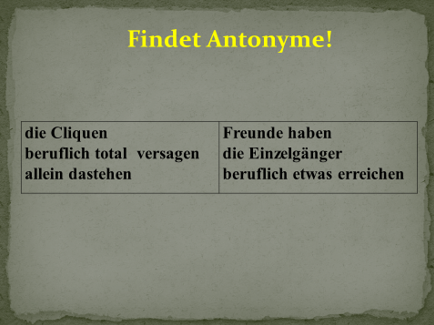 Findet Antonyme!
die Cliquen
beruflich total versagen
allein dastehen
Freunde haben
die Einzelgänger
beruflich etwas erreichen